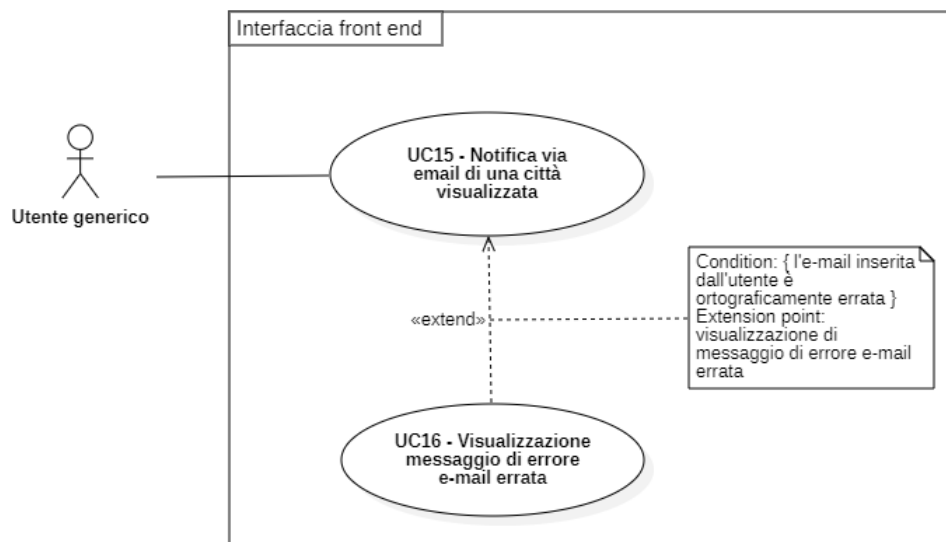 Interfaccia front end
UC15 - Notifica via
email di una città
visualizzata
Utente generico
Condition: { l'e-mail inserita
dall'utente è
ortograficamente errata }
Extension point:
visualizzazione di
messaggio di errore e-mail
errata
«extend»
UC16 - Visualizzazione
messaggio di errore
e-mail errata